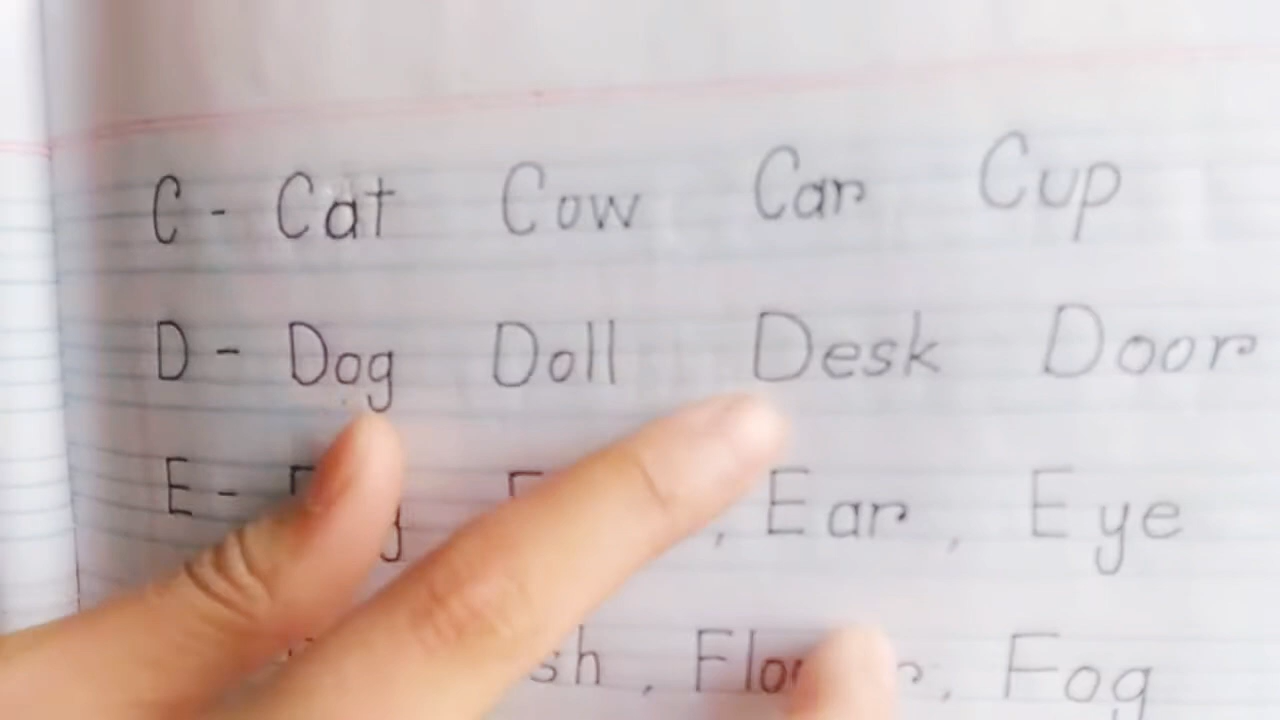 C - Cat Cow Car Cup
D - Dog Doll Desk Door
E - , Ear , Eye
, , Fog